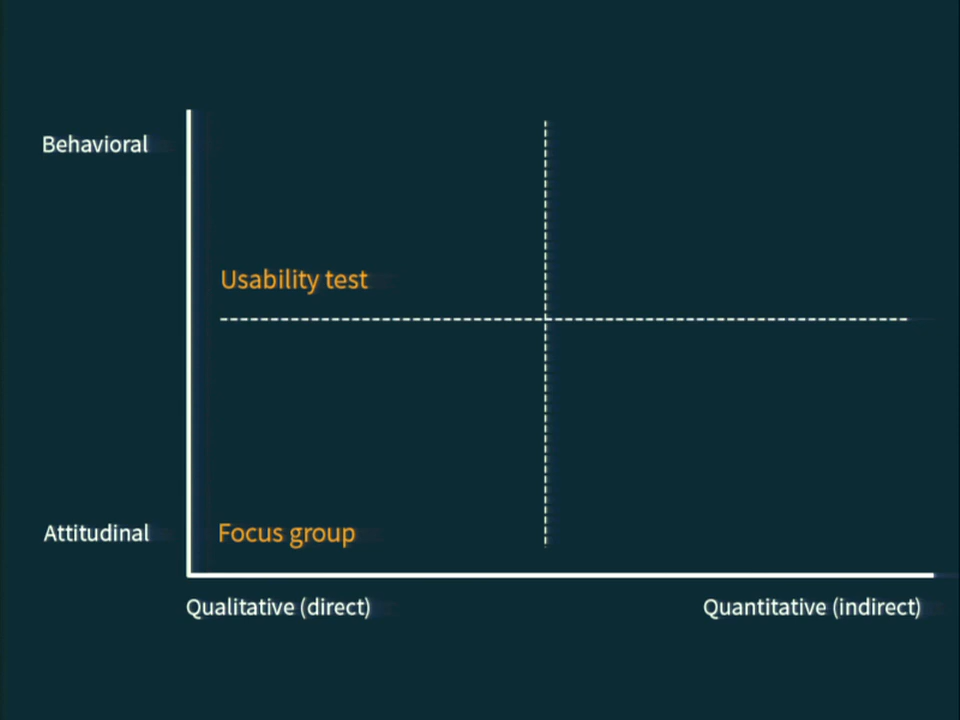 Behavioral
Usability test
Attitudinal
Focus group
Qualitative (direct)
Quantitative (indirect)